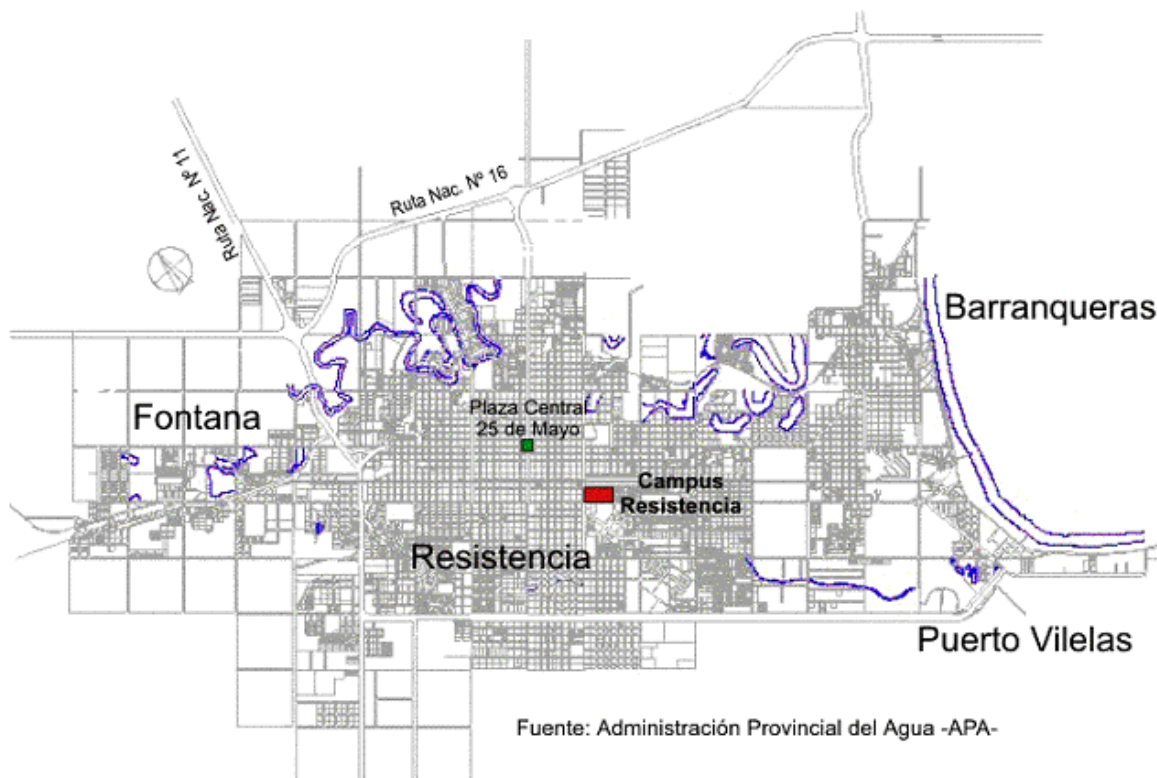 Ruta Nac. Nº 11
Ruta Nac. Nº 16
Barranqueras
Fontana
Plaza Central
25 de Mayo
Campus
Resistencia
Resistencia
Puerto Vilelas
Fuente: Administración Provincial del Agua -APA-